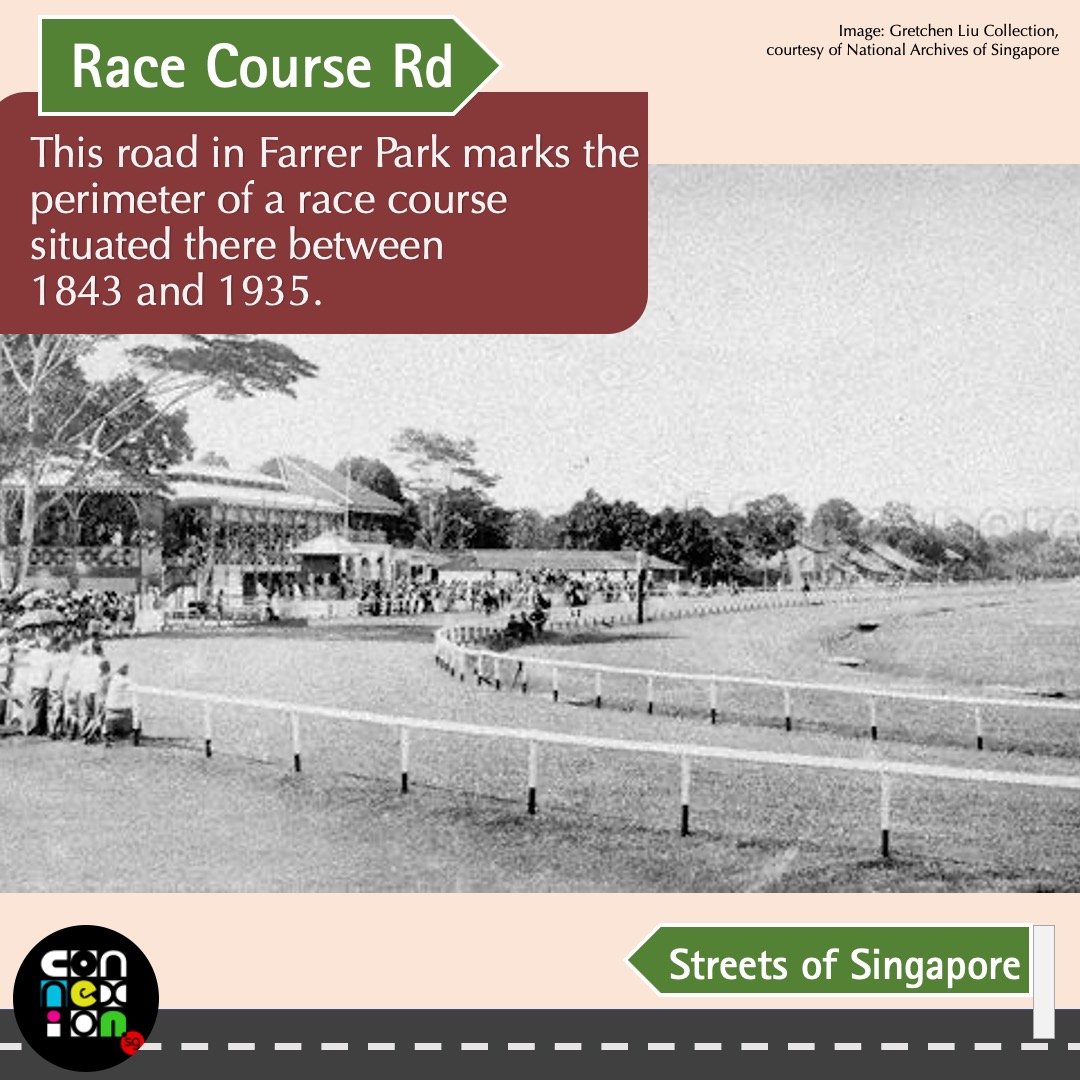 Race Course Rd
Image: Gretchen Liu Collection,
courtesy of National Archives of Singapore
This road in Farrer Park marks the
perimeter of a race course
situated there between
1843 and 1935.
Streets of Singapore
con
nex
ion
sg